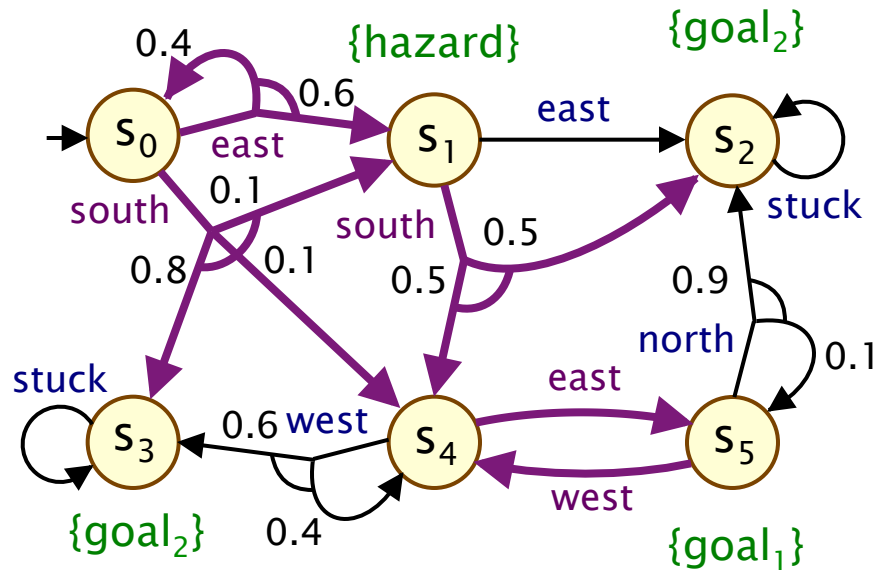 {goal₂}
0.4
{hazard}
0.6
east
s₀
s₁
s₂
east
0.1
stuck
south
south
0.5
0.8
0.1
0.5
0.9
north
0.1
stuck
east
0.6
west
s₃
s₄
s₅
west
0.4
{goal₂}
{goal₁}